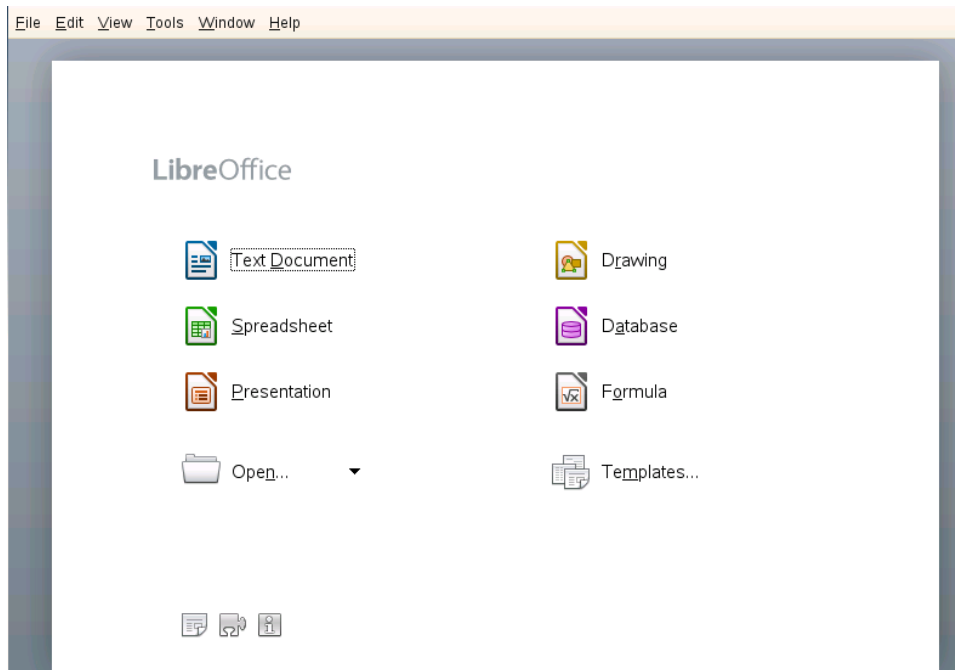 File Edit View Tools Window Help
LibreOffice
Text Document
Drawing
Spreadsheet
Database
Presentation
Formula
Open...
Templates...